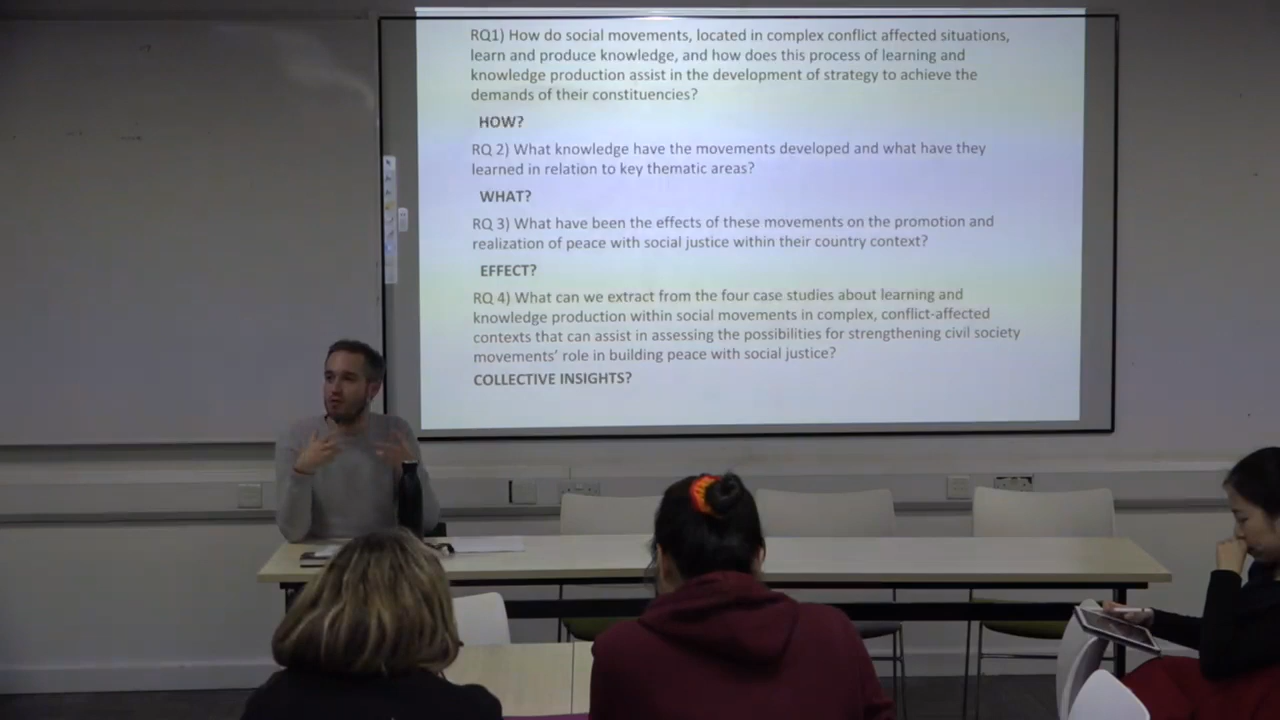 RQ1) How do social movements, located in complex conflict affected situations,
learn and produce knowledge, and how does this process of learning and
knowledge production assist in the development of strategy to achieve the
demands of their constituencies?
HOW?
RQ 2) What knowledge have the movements developed and what have they
learned in relation to key thematic areas?
WHAT?
RQ 3) What have been the effects of these movements on the promotion and
realization of peace with social justice within their country context?
EFFECT?
RQ 4) What can we extract from the four case studies about learning and
knowledge production within social movements in complex, conflict-affected
contexts that can assist in assessing the possibilities for strengthening civil society
movements' role in building peace with social justice?
COLLECTIVE INSIGHTS?